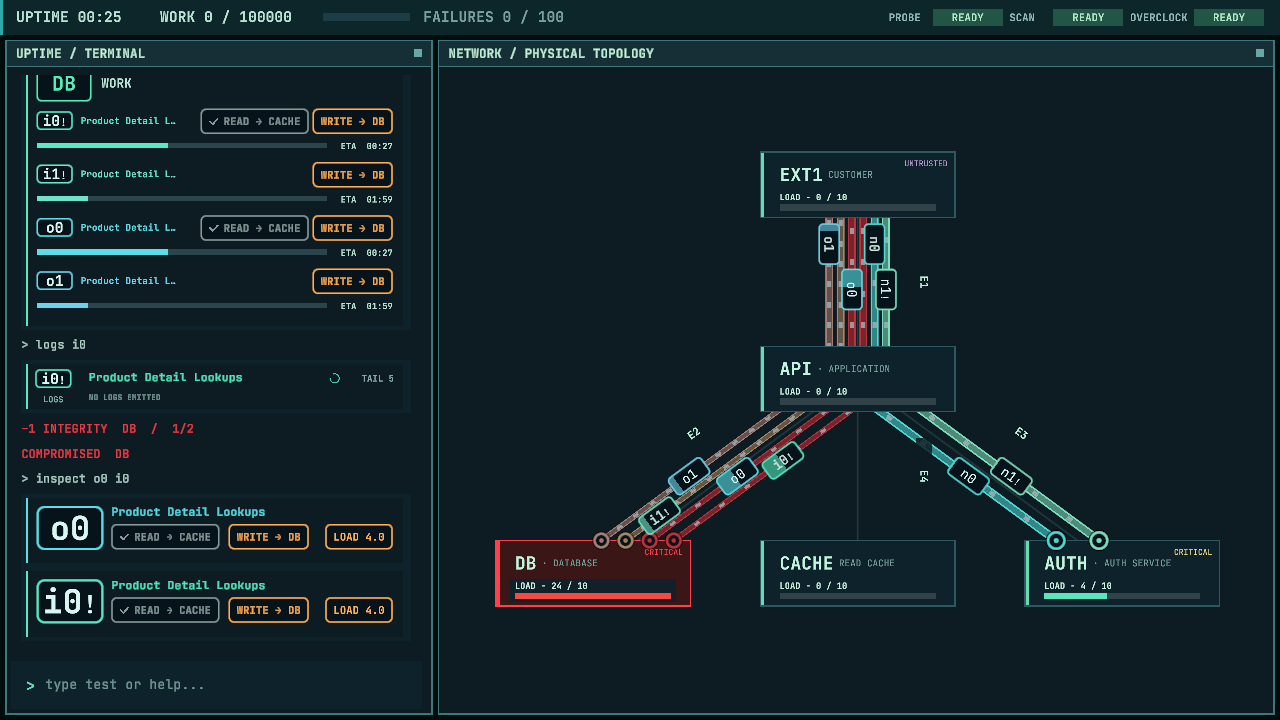 UPTIME 00:25 WORK 0 / 100000 FAILURES 0 / 100 PROBE READY SCAN READY OVERCLOCK READY
UPTIME / TERMINAL
DB WORK
i0! Product Detail L… ✓ READ → CACHE WRITE → DB
ETA 00:27
i1! Product Detail L… WRITE → DB
ETA 01:59
o0 Product Detail L… ✓ READ → CACHE WRITE → DB
ETA 00:27
o1 Product Detail L… WRITE → DB
ETA 01:59
> logs i0
i0! Product Detail Lookups TAIL 5
LOGS NO LOGS EMITTED
−1 INTEGRITY DB / 1/2
COMPROMISED DB
> inspect o0 i0
o0 Product Detail Lookups
✓ READ → CACHE WRITE → DB LOAD 4.0
i0! Product Detail Lookups
✓ READ → CACHE WRITE → DB LOAD 4.0
> type test or help...
NETWORK / PHYSICAL TOPOLOGY
UNTRUSTED
EXT1 CUSTOMER
LOAD - 0 / 10
o1 n0
o0 n1! E1
API · APPLICATION
LOAD - 0 / 10
E2 E3
E4
o1 o0 i0! n0 n1!
i1!
CRITICAL
DB · DATABASE
LOAD - 24 / 10
CACHE READ CACHE
LOAD - 0 / 10
CRITICAL
AUTH · AUTH SERVICE
LOAD - 4 / 10